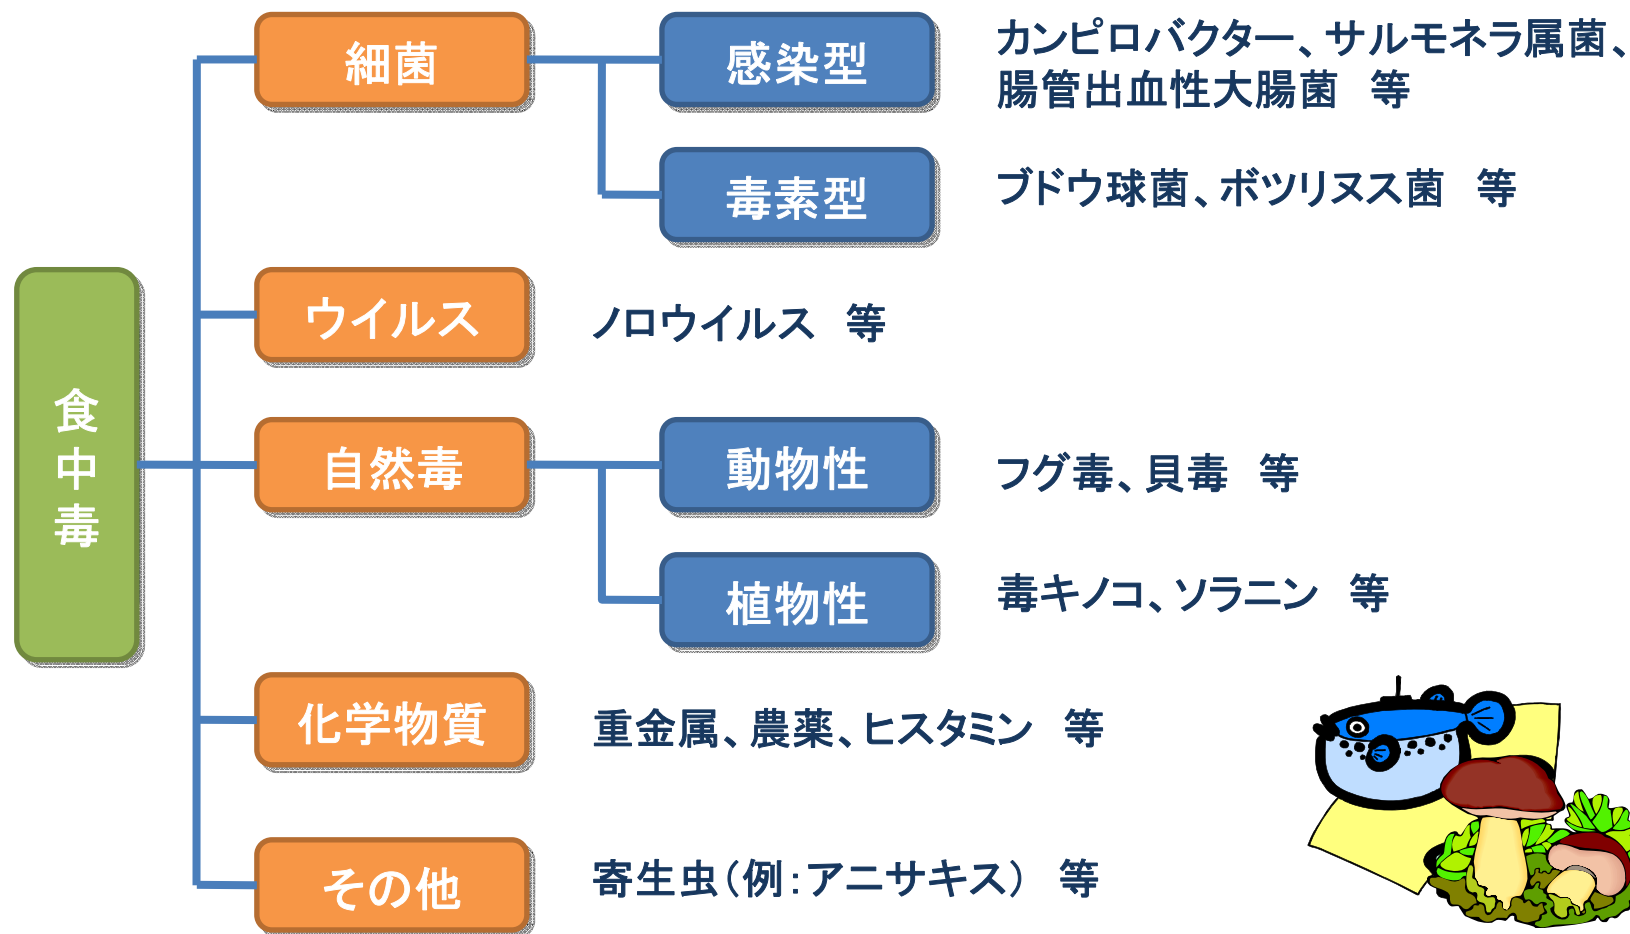 食中毒
細菌
感染型
カンピロバクター、サルモネラ属菌、
腸管出血性大腸菌　等
毒素型
ブドウ球菌、ボツリヌス菌　等
ウイルス
ノロウイルス　等
自然毒
動物性
フグ毒、貝毒　等
植物性
毒キノコ、ソラニン　等
化学物質
重金属、農薬、ヒスタミン　等
その他
寄生虫（例：アニサキス）　等